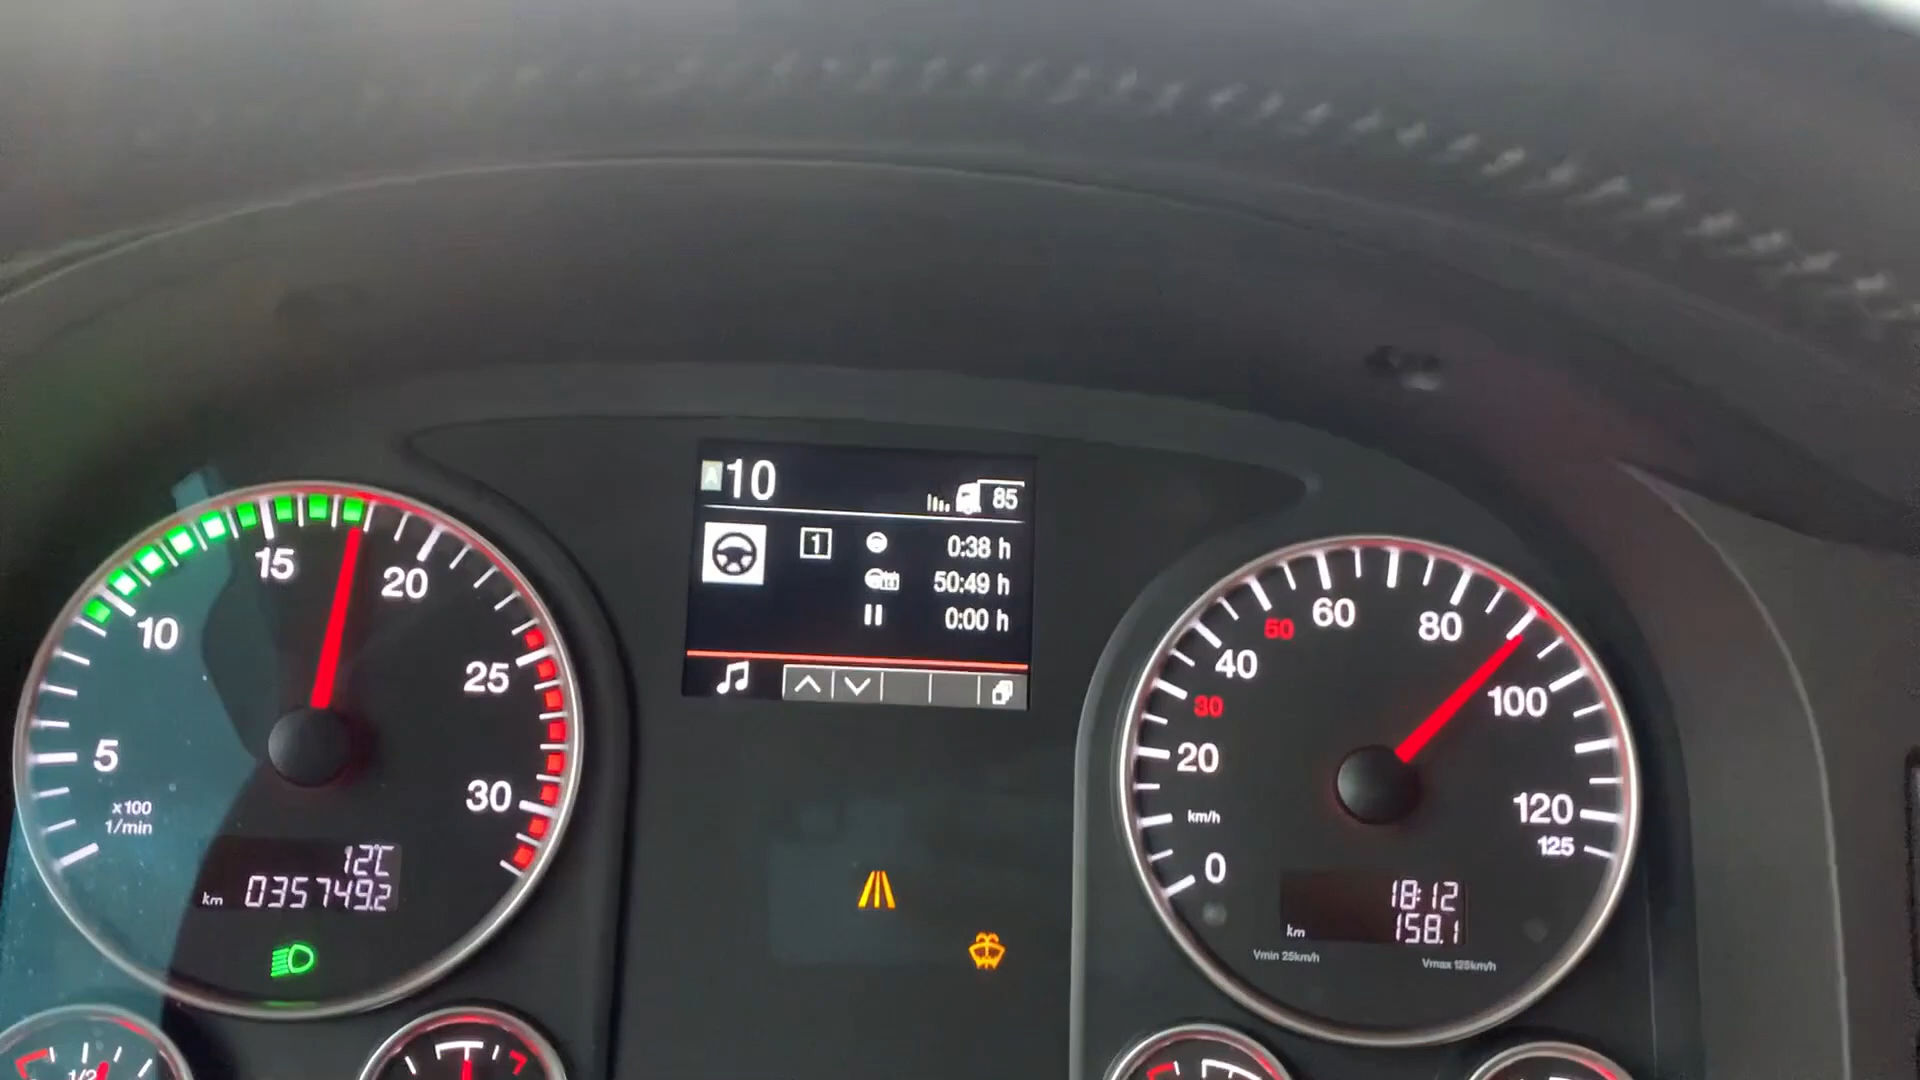 A 10
85
1 0:38 h
50:49 h
0:00 h
5
10
15
20
25
30
x100
1/min
12°C
km 035749.2
0
20
30
40
50
60
80
100
120
125
km/h
18:12
km 158.1
Vmin 25km/h Vmax 125km/h
1/2